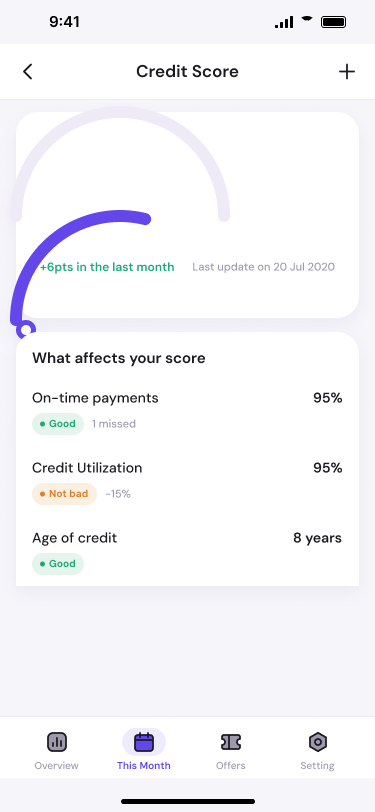 9:41
Credit Score
+6pts in the last month Last update on 20 Jul 2020
What affects your score
On-time payments 95%
Good 1 missed
Credit Utilization 95%
Not bad -15%
Age of credit 8 years
Good
Overview This Month Offers Setting